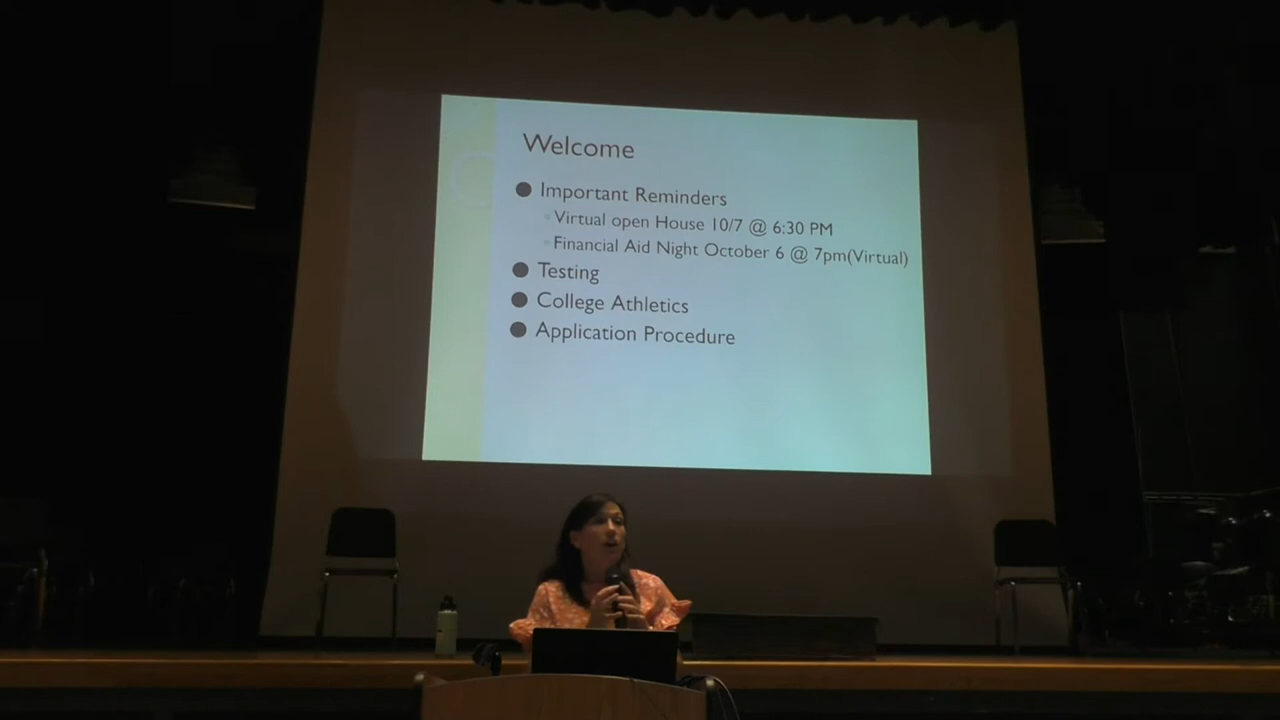 Welcome
Important Reminders
Virtual open House 10/7 @ 6:30 PM
Financial Aid Night October 6 @ 7pm(Virtual)
Testing
College Athletics
Application Procedure